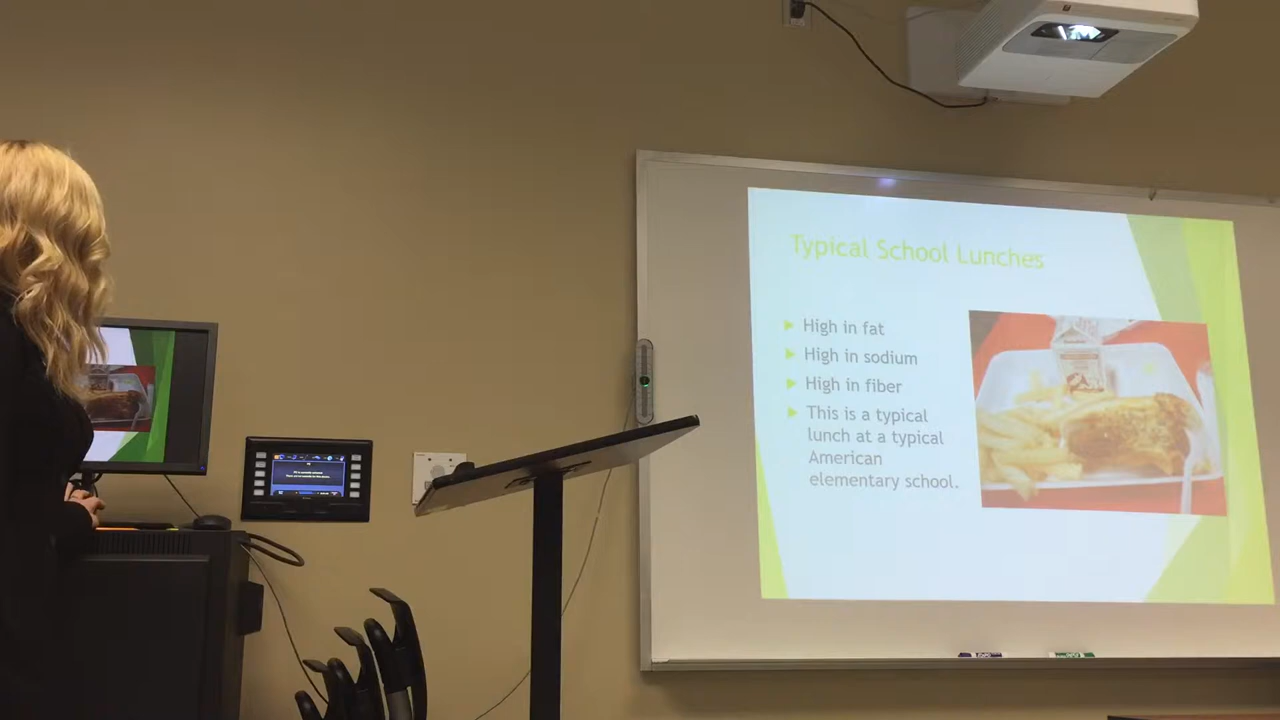 Typical School Lunches
High in fat
High in sodium
High in fiber
This is a typical
lunch at a typical
American
elementary school.